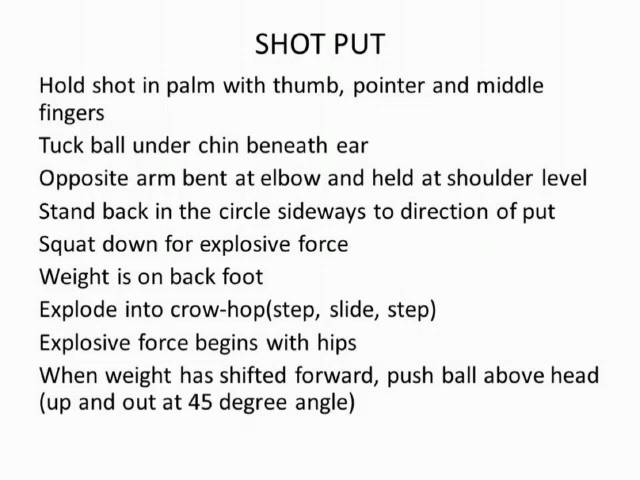 SHOT PUT
Hold shot in palm with thumb, pointer and middle
fingers
Tuck ball under chin beneath ear
Opposite arm bent at elbow and held at shoulder level
Stand back in the circle sideways to direction of put
Squat down for explosive force
Weight is on back foot
Explode into crow-hop(step, slide, step)
Explosive force begins with hips
When weight has shifted forward, push ball above head
(up and out at 45 degree angle)